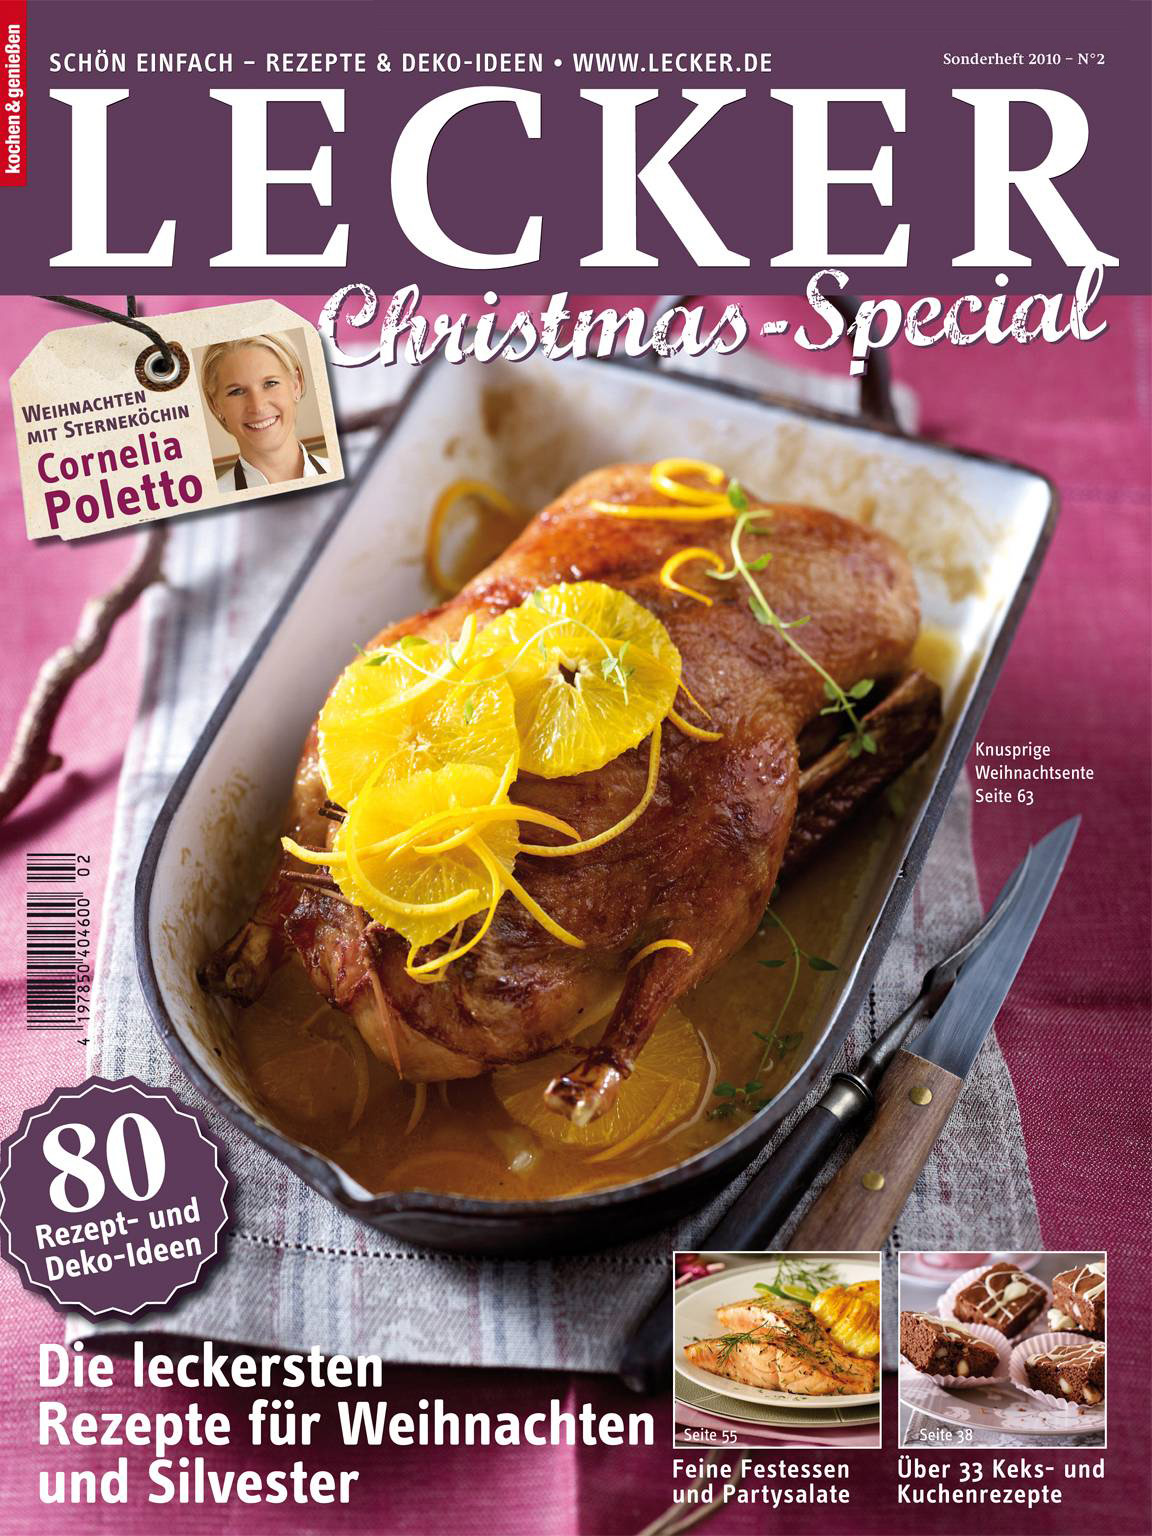 kochen & genießen
SCHÖN EINFACH – REZEPTE & DEKO-IDEEN • WWW.LECKER.DE
Sonderheft 2010 – N°2
LECKER
Christmas-Special
WEIHNACHTEN
MIT STERNEKÖCHIN
Cornelia
Poletto
Knusprige
Weihnachtsente
Seite 63
4 197850 404600 02
80
Rezept- und
Deko-Ideen
Die leckersten
Rezepte für Weihnachten
und Silvester
Seite 55
Feine Festessen
und Partysalate
Seite 38
Über 33 Keks- und
Kuchenrezepte